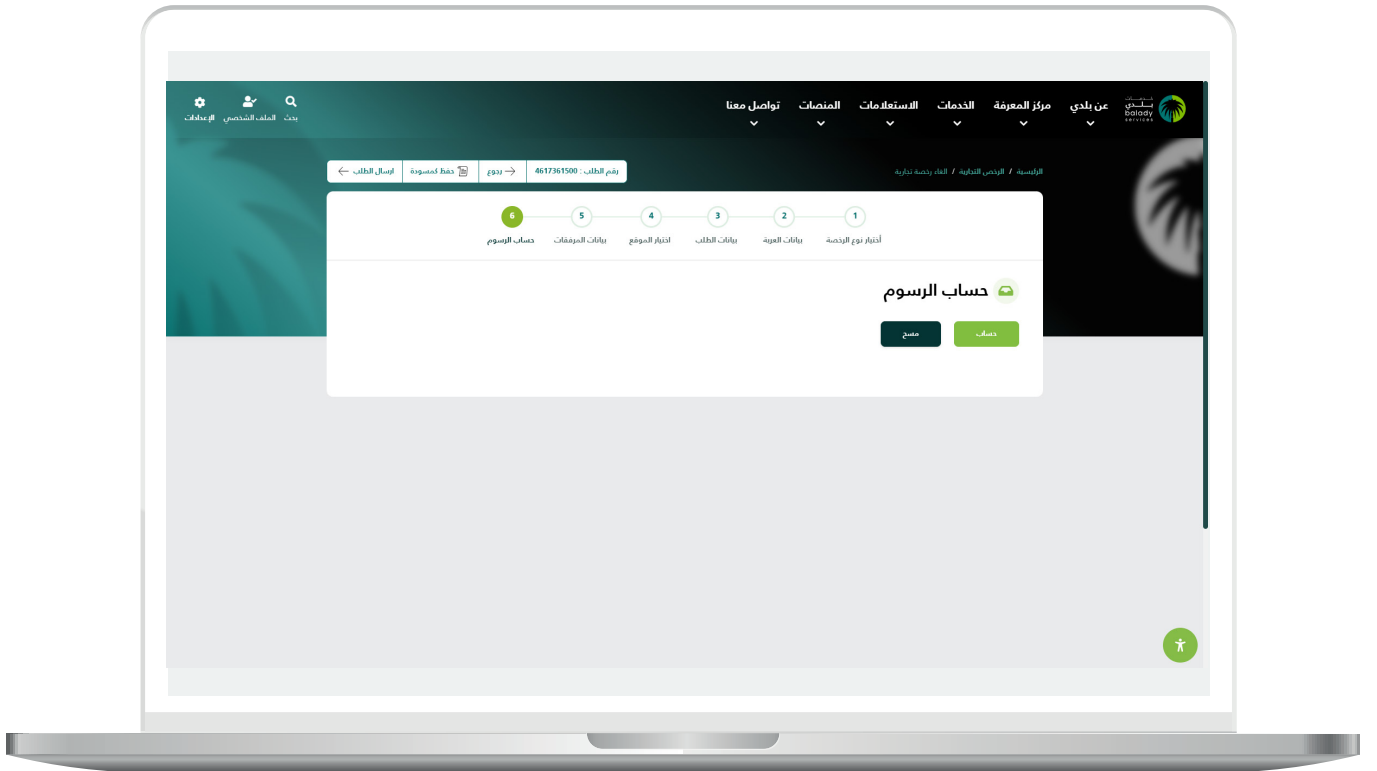 خدمات
بلدي
balady
services
عن بلدي
مركز المعرفة
الخدمات
الاستعلامات
المنصات
تواصل معنا
بحث
الملف الشخصي
الإعدادات
الرئيسية / الرخص التجارية / الغاء رخصة تجارية
رقم الطلب : 4617361500
رجوع
حفظ كمسودة
ارسال الطلب
1
أختيار نوع الرخصة
2
بيانات العربة
3
بيانات الطلب
4
اختيار الموقع
5
بيانات المرفقات
6
حساب الرسوم
حساب الرسوم
حساب
مسح